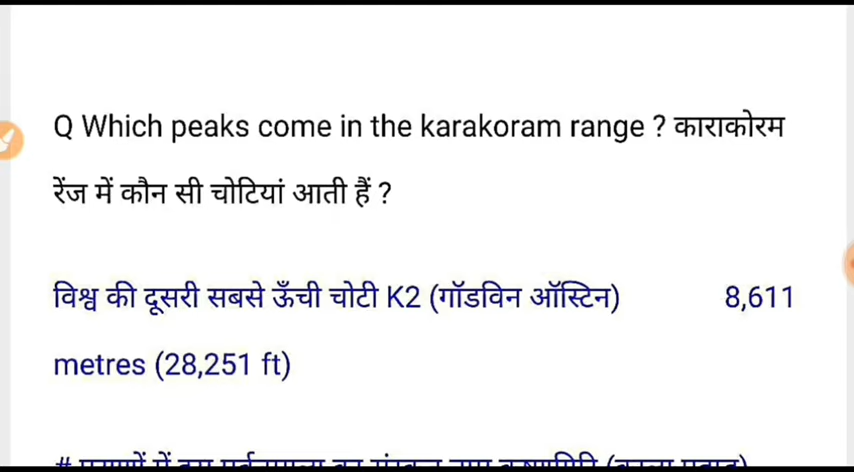 Q Which peaks come in the karakoram range ? काराकोरम
रेंज में कौन सी चोटियां आती हैं ?
विश्व की दूसरी सबसे ऊँची चोटी K2 (गॉडविन ऑस्टिन) 8,611
metres (28,251 ft)